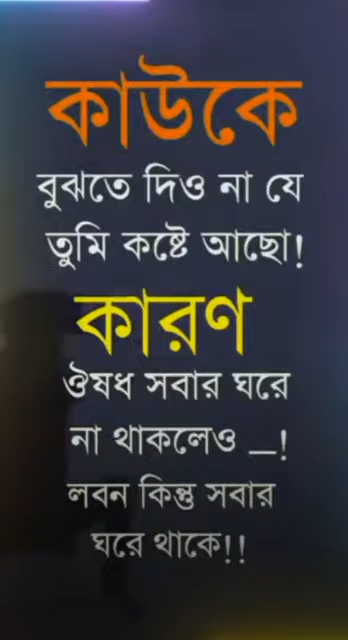 কাউকে
বুঝতে দিও না যে
তুমি কষ্টে আছো!
কারণ
ঔষধ সবার ঘরে
না থাকলেও —!
লবন কিন্তু সবার
ঘরে থাকে!!